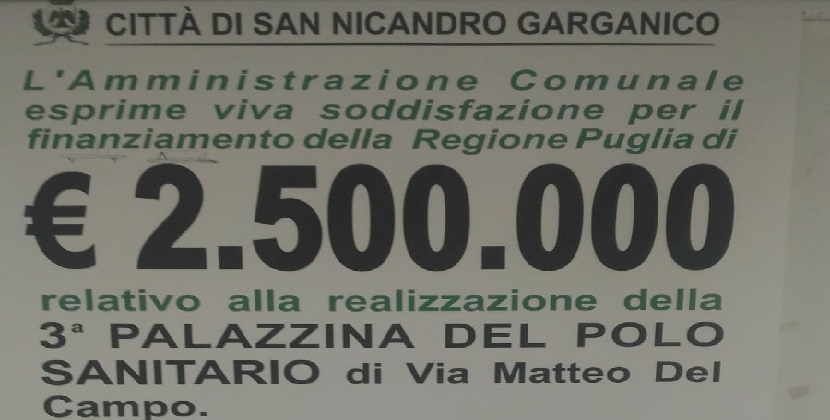 CITTÀ DI SAN NICANDRO GARGANICO
L'Amministrazione Comunale
esprime viva soddisfazione per il
finanziamento della Regione Puglia di
€ 2.500.000
relativo alla realizzazione della
3ª PALAZZINA DEL POLO
SANITARIO di Via Matteo Del
Campo.